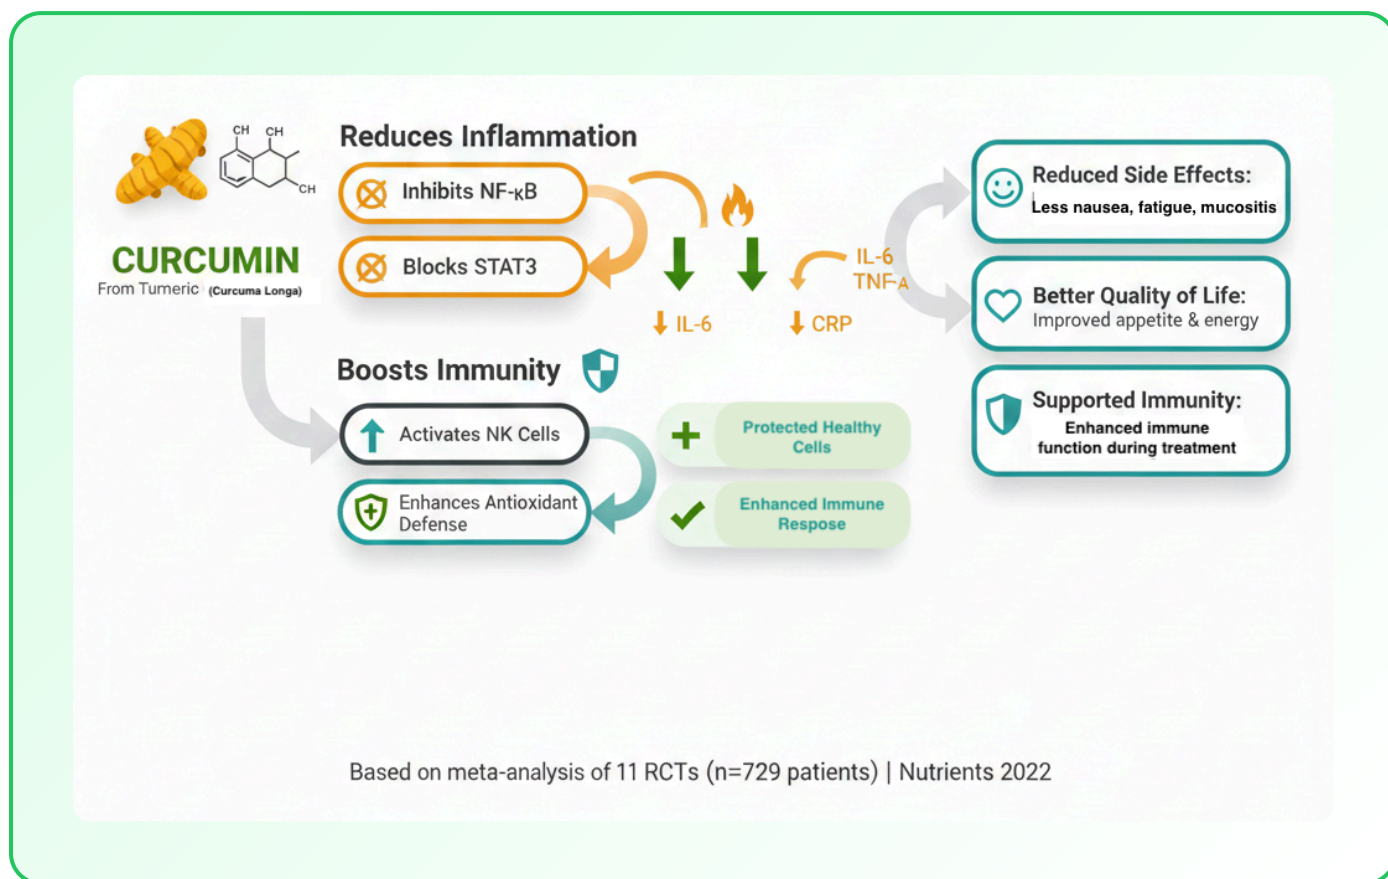 CH
CH
CH
CURCUMIN
From Tumeric (Curcuma Longa)
Reduces Inflammation
Inhibits NF-κB
Blocks STAT3
IL-6
CRP
IL-6
TNF-A
Boosts Immunity
Activates NK Cells
Enhances Antioxidant
Defense
Protected Healthy
Cells
Enhanced Immune
Respose
Reduced Side Effects:
Less nausea, fatigue, mucositis
Better Quality of Life:
Improved appetite & energy
Supported Immunity:
Enhanced immune
function during treatment
Based on meta-analysis of 11 RCTs (n=729 patients) | Nutrients 2022